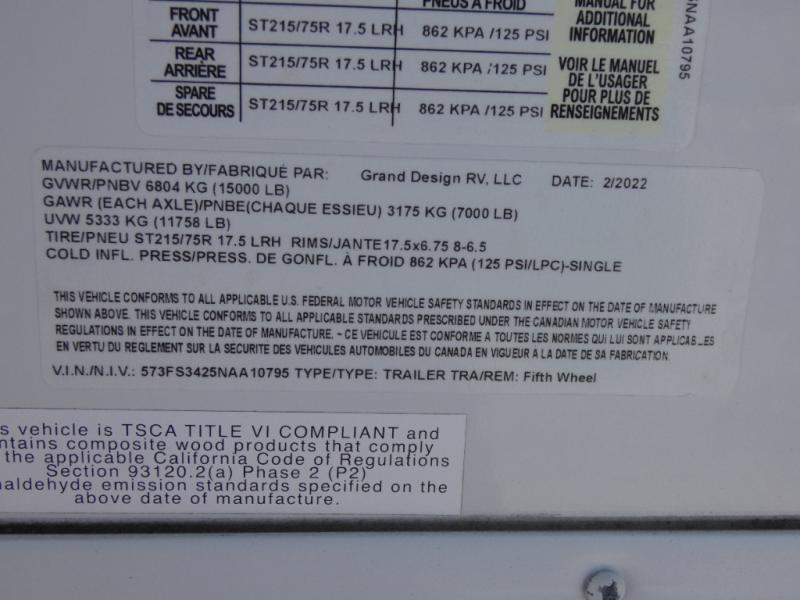 PNEUS A FROID
MANUAL FOR
ADDITIONAL
INFORMATION
FRONT
AVANT
ST215/75R 17.5 LRH
862 KPA /125 PSI
REAR
ARRIÈRE
ST215/75R 17.5 LRH
862 KPA /125 PSI
SPARE
DE SECOURS
ST215/75R 17.5 LRH
862 KPA /125 PSI
VOIR LE MANUEL
DE L'USAGER
POUR PLUS DE
RENSEIGNEMENTS
NAA10795
MANUFACTURED BY/FABRIQUÉ PAR: Grand Design RV, LLC DATE: 2/2022
GVWR/PNBV 6804 KG (15000 LB)
GAWR (EACH AXLE)/PNBE(CHAQUE ESSIEU) 3175 KG (7000 LB)
UVW 5333 KG (11758 LB)
TIRE/PNEU ST215/75R 17.5 LRH RIMS/JANTE17.5x6.75 8-6.5
COLD INFL. PRESS/PRESS. DE GONFL. À FROID 862 KPA (125 PSI/LPC)-SINGLE
THIS VEHICLE CONFORMS TO ALL APPLICABLE U.S. FEDERAL MOTOR VEHICLE SAFETY STANDARDS IN EFFECT ON THE DATE OF MANUFACTURE
SHOWN ABOVE. THIS VEHICLE CONFORMS TO ALL APPLICABLE STANDARDS PRESCRIBED UNDER THE CANADIAN MOTOR VEHICLE SAFETY
REGULATIONS IN EFFECT ON THE DATE OF MANUFACTURE. - CE VEHICULE EST CONFORME A TOUTES LES NORMES QUI LUI SONT APPLICABLES
EN VERTU DU REGLEMENT SUR LA SECURITE DES VEHICULES AUTOMOBILES DU CANADA EN VIGUEUR A LA DATE DE SA FABRICATION.
V.I.N./N.I.V.: 573FS3425NAA10795 TYPE/TYPE: TRAILER TRA/REM: Fifth Wheel
s vehicle is TSCA TITLE VI COMPLIANT and
ntains composite wood products that comply
the applicable California Code of Regulations
Section 93120.2(a) Phase 2 (P2)
naldehyde emission standards specified on the
above date of manufacture.